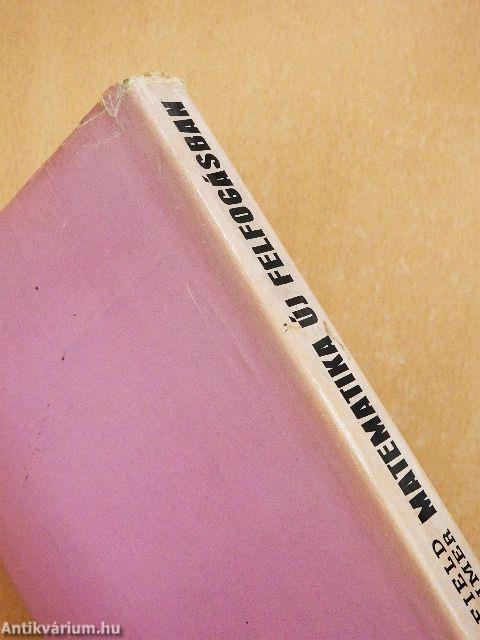 MATEMATIKA ÚJ FELFOGÁSBAN
Antikvárium.hu